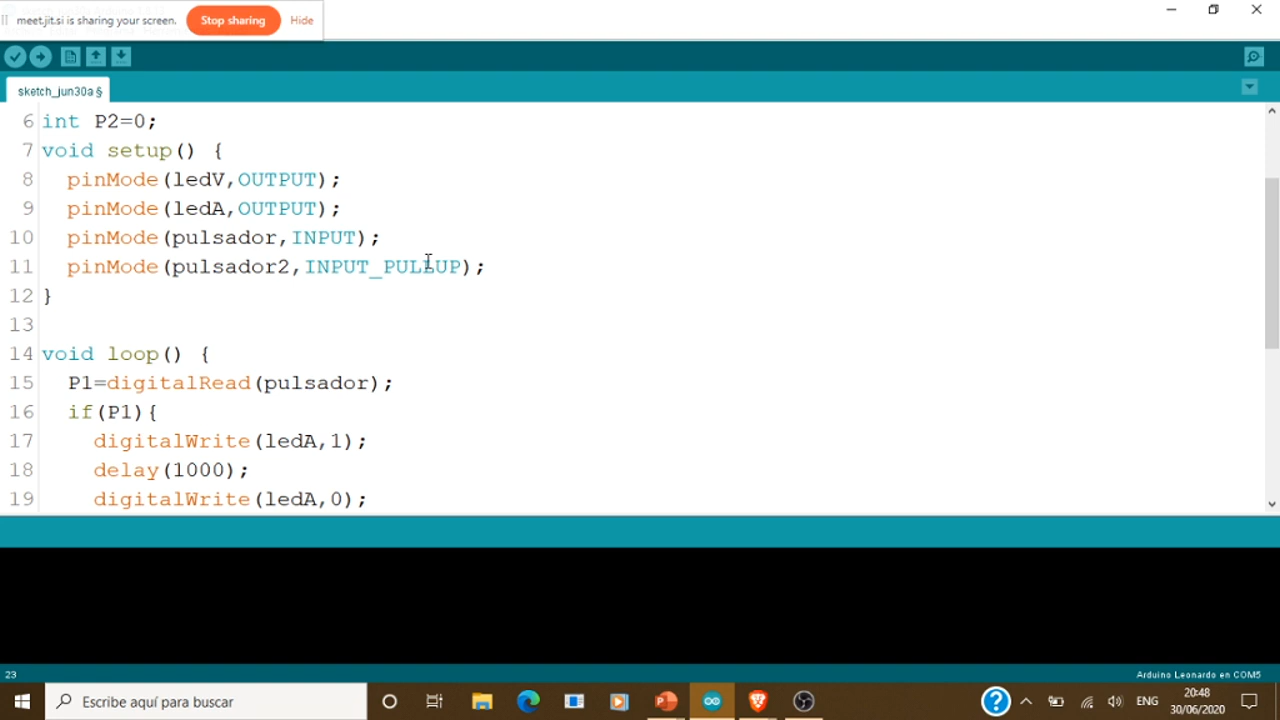 meet.jit.si is sharing your screen. Stop sharing Hide
sketch_jun30a §
6 int P2=0;
7 void setup() {
8 pinMode(ledV,OUTPUT);
9 pinMode(ledA,OUTPUT);
10 pinMode(pulsador,INPUT);
11 pinMode(pulsador2,INPUT_PULLUP);
12 }
13
14 void loop() {
15 P1=digitalRead(pulsador);
16 if(P1){
17 digitalWrite(ledA,1);
18 delay(1000);
19 digitalWrite(ledA,0);
23 Arduino Leonardo en COM5
Escribe aquí para buscar
ENG
20:48
30/06/2020